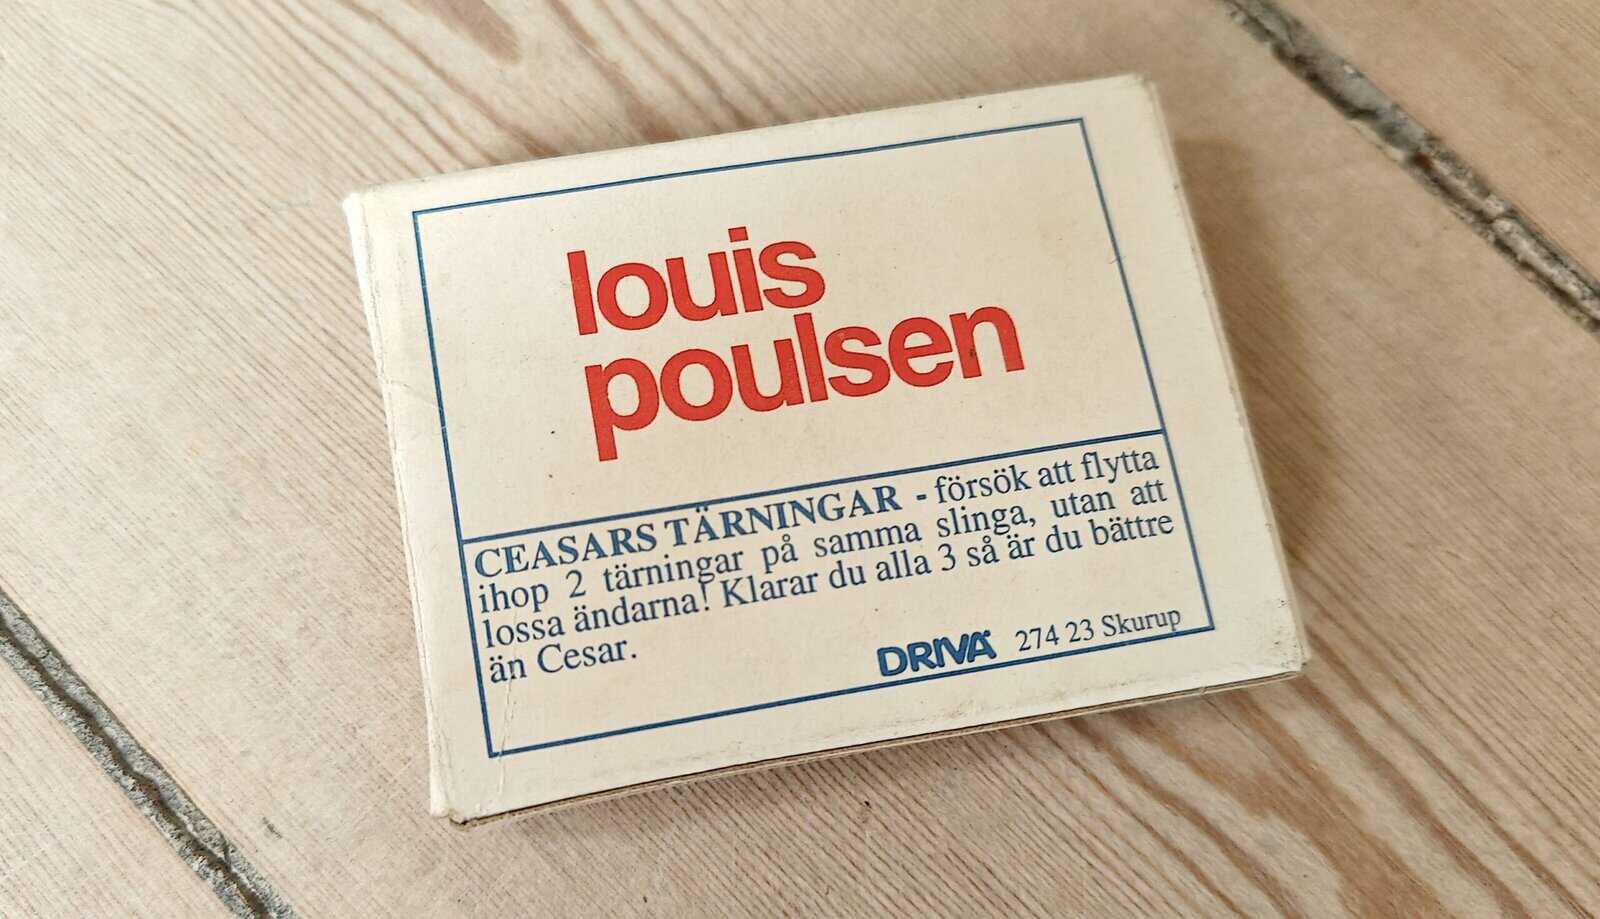 louis
poulsen
CEASARS TÄRNINGAR - försök att flytta
ihop 2 tärningar på samma slinga, utan att
lossa ändarna! Klarar du alla 3 så är du bättre
än Cesar.
DRIVA 274 23 Skurup